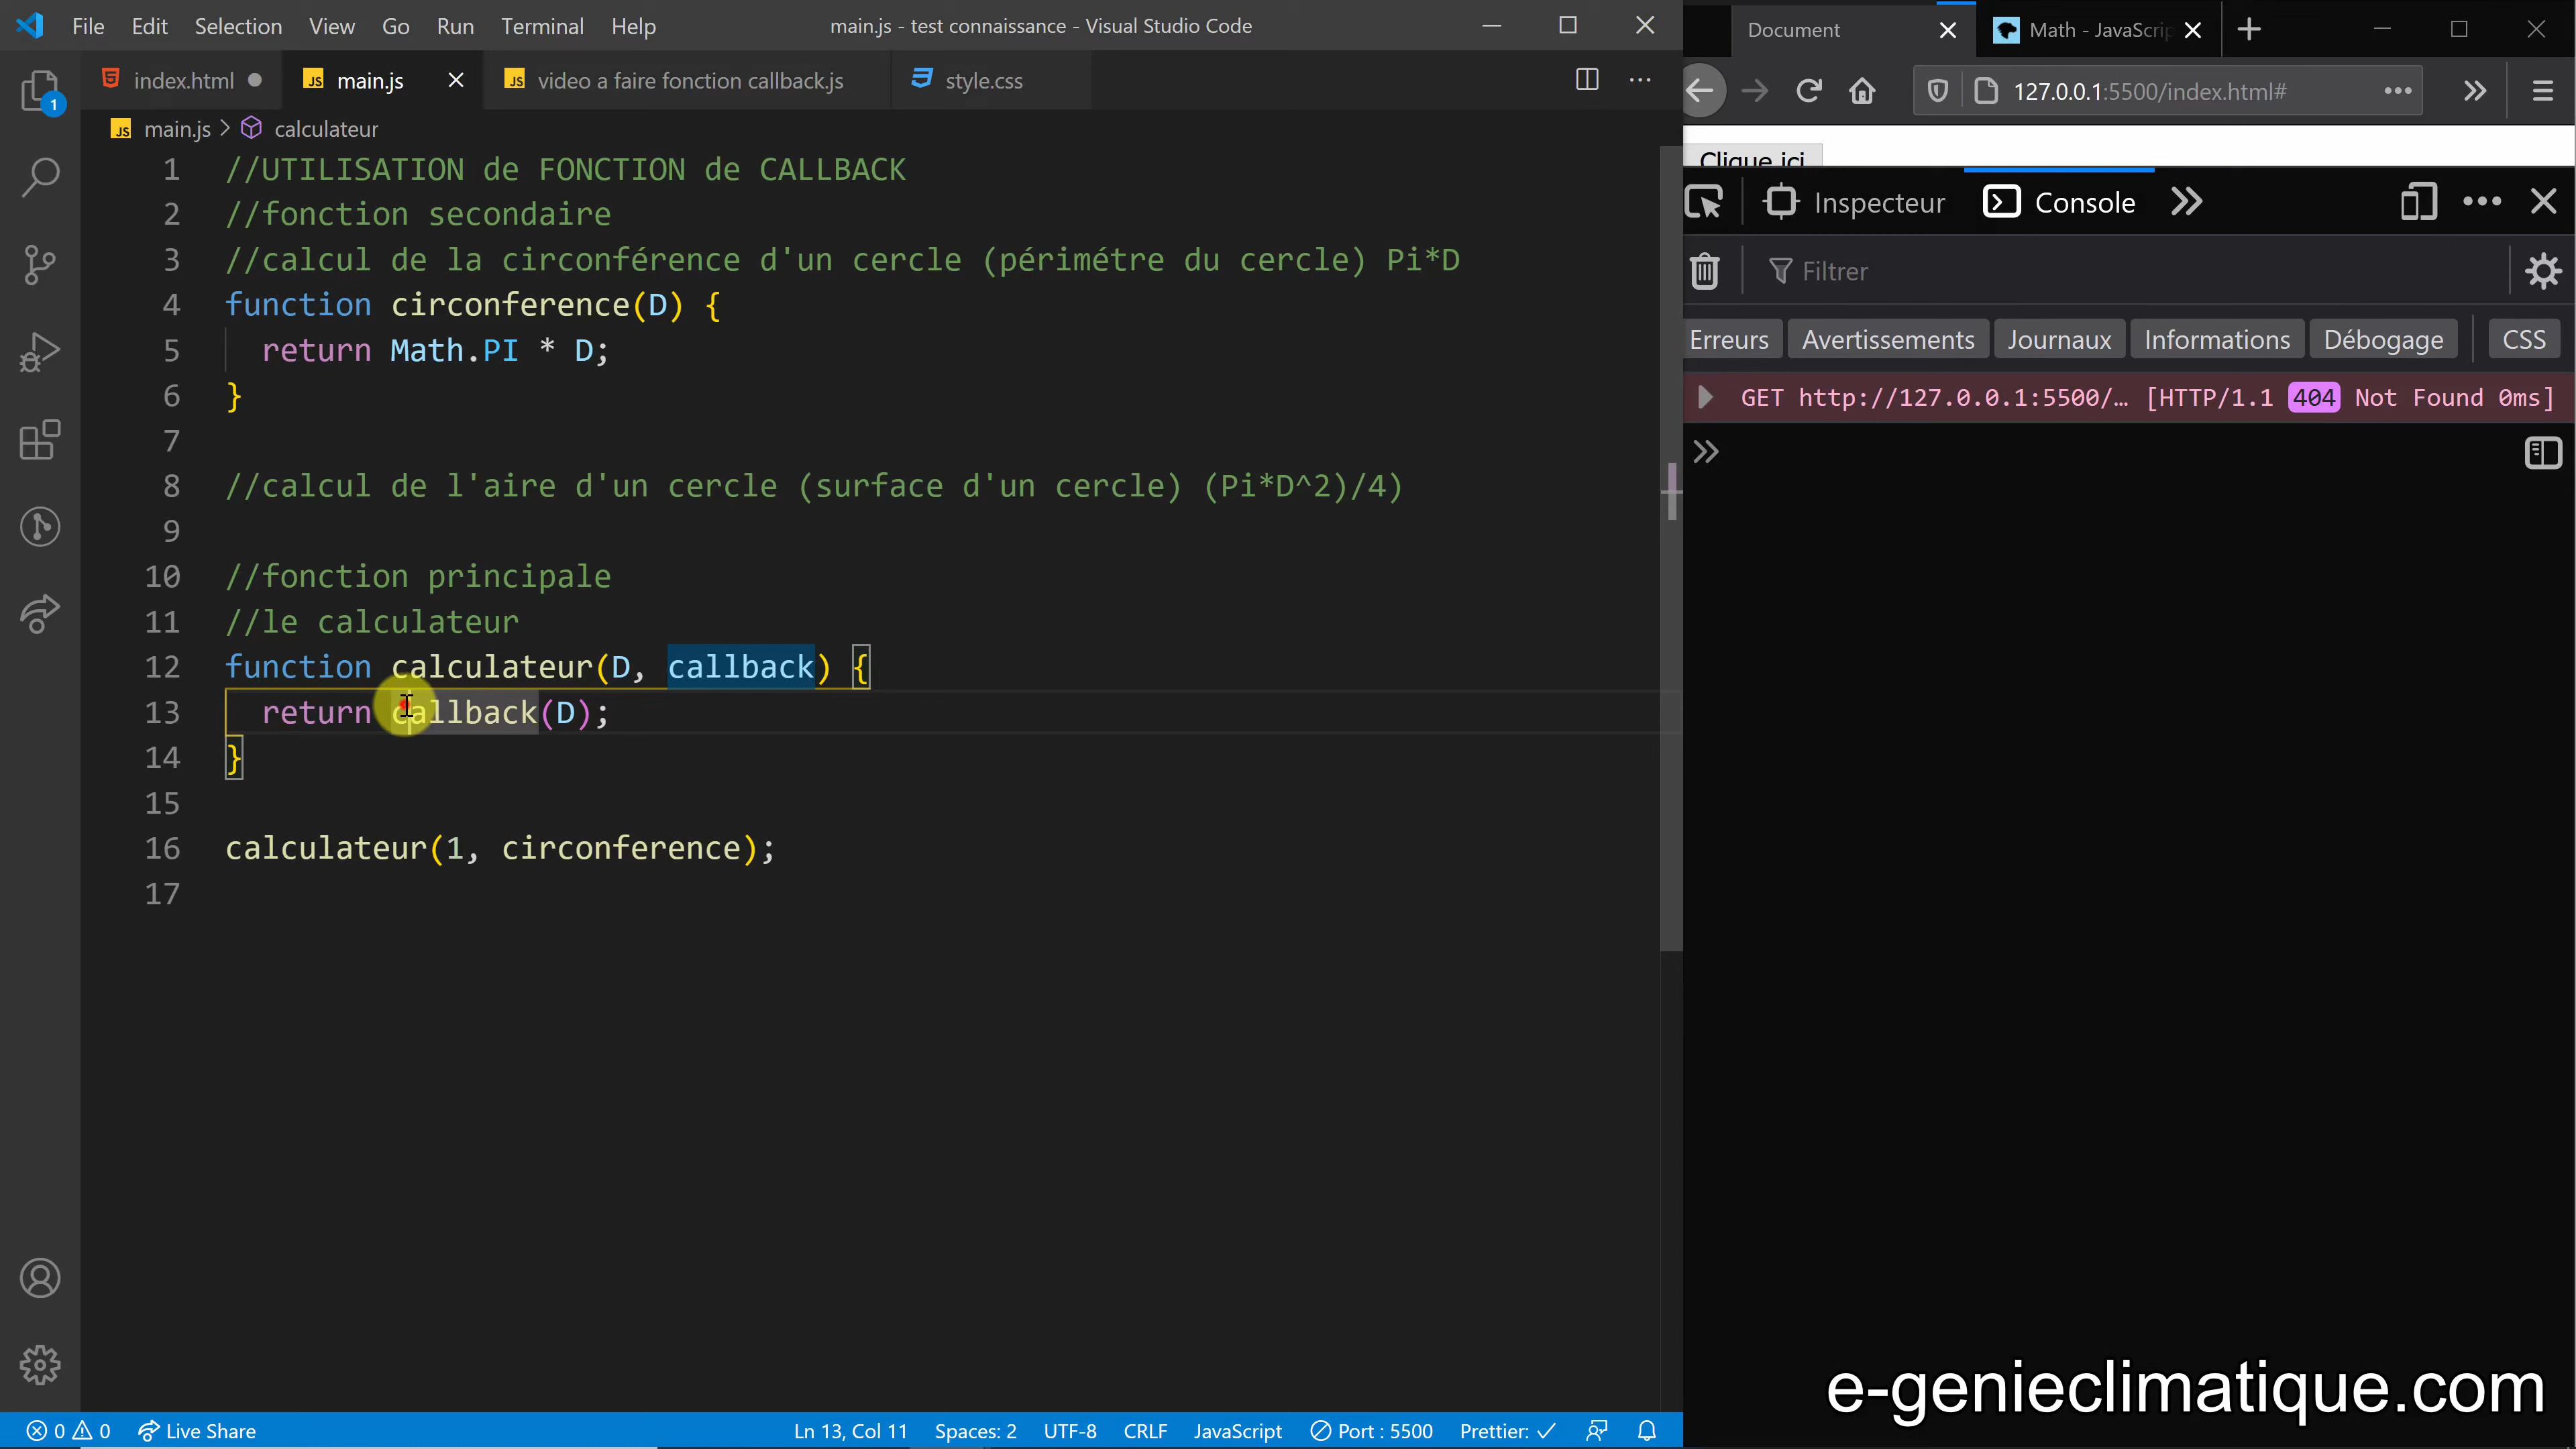 File Edit Selection View Go Run Terminal Help
main.js - test connaissance - Visual Studio Code
index.html
main.js
video a faire fonction callback.js
style.css
main.js > calculateur
1 //UTILISATION de FONCTION de CALLBACK
2 //fonction secondaire
3 //calcul de la circonférence d'un cercle (périmétre du cercle) Pi*D
4 function circonference(D) {
5 return Math.PI * D;
6 }
7
8 //calcul de l'aire d'un cercle (surface d'un cercle) (Pi*D^2)/4)
9
10 //fonction principale
11 //le calculateur
12 function calculateur(D, callback) {
13 return callback(D);
14 }
15
16 calculateur(1, circonference);
17
1
0 0 Live Share
Ln 13, Col 11 Spaces: 2 UTF-8 CRLF JavaScript Port : 5500 Prettier: ✓
Document
Math - JavaScrip
127.0.0.1:5500/index.html#
Clique ici
Inspecteur Console
Filtrer
Erreurs Avertissements Journaux Informations Débogage CSS
GET http://127.0.0.1:5500/… [HTTP/1.1 404 Not Found 0ms]
e-genieclimatique.com